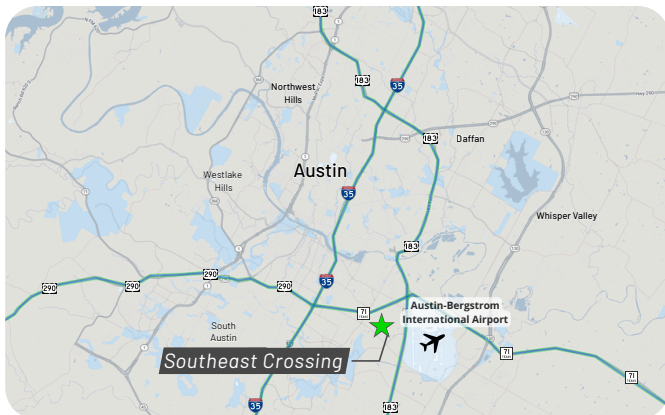 183
183
35
290
Northwest
Hills
183
Daffan
Austin
Westlake
Hills
35
Whisper Valley
183
290
290
290
290
35
71
Austin-Bergstrom
International Airport
South
Austin
Southeast Crossing
71
71
35
183